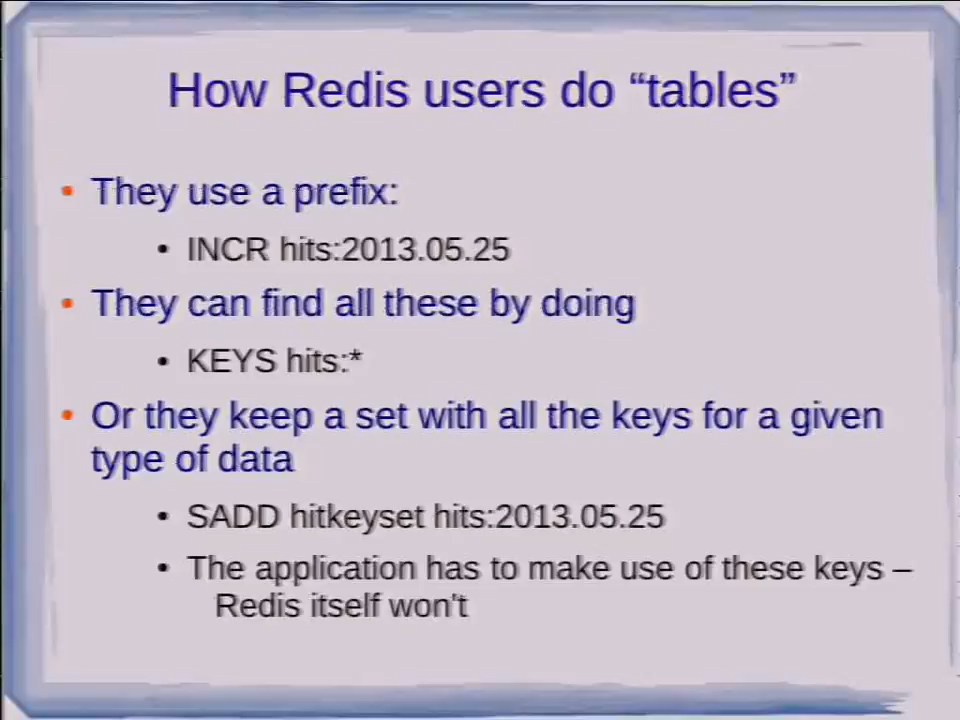 How Redis users do “tables”
• They use a prefix:
• INCR hits:2013.05.25
• They can find all these by doing
• KEYS hits:*
• Or they keep a set with all the keys for a given
type of data
• SADD hitkeyset hits:2013.05.25
• The application has to make use of these keys –
Redis itself won't